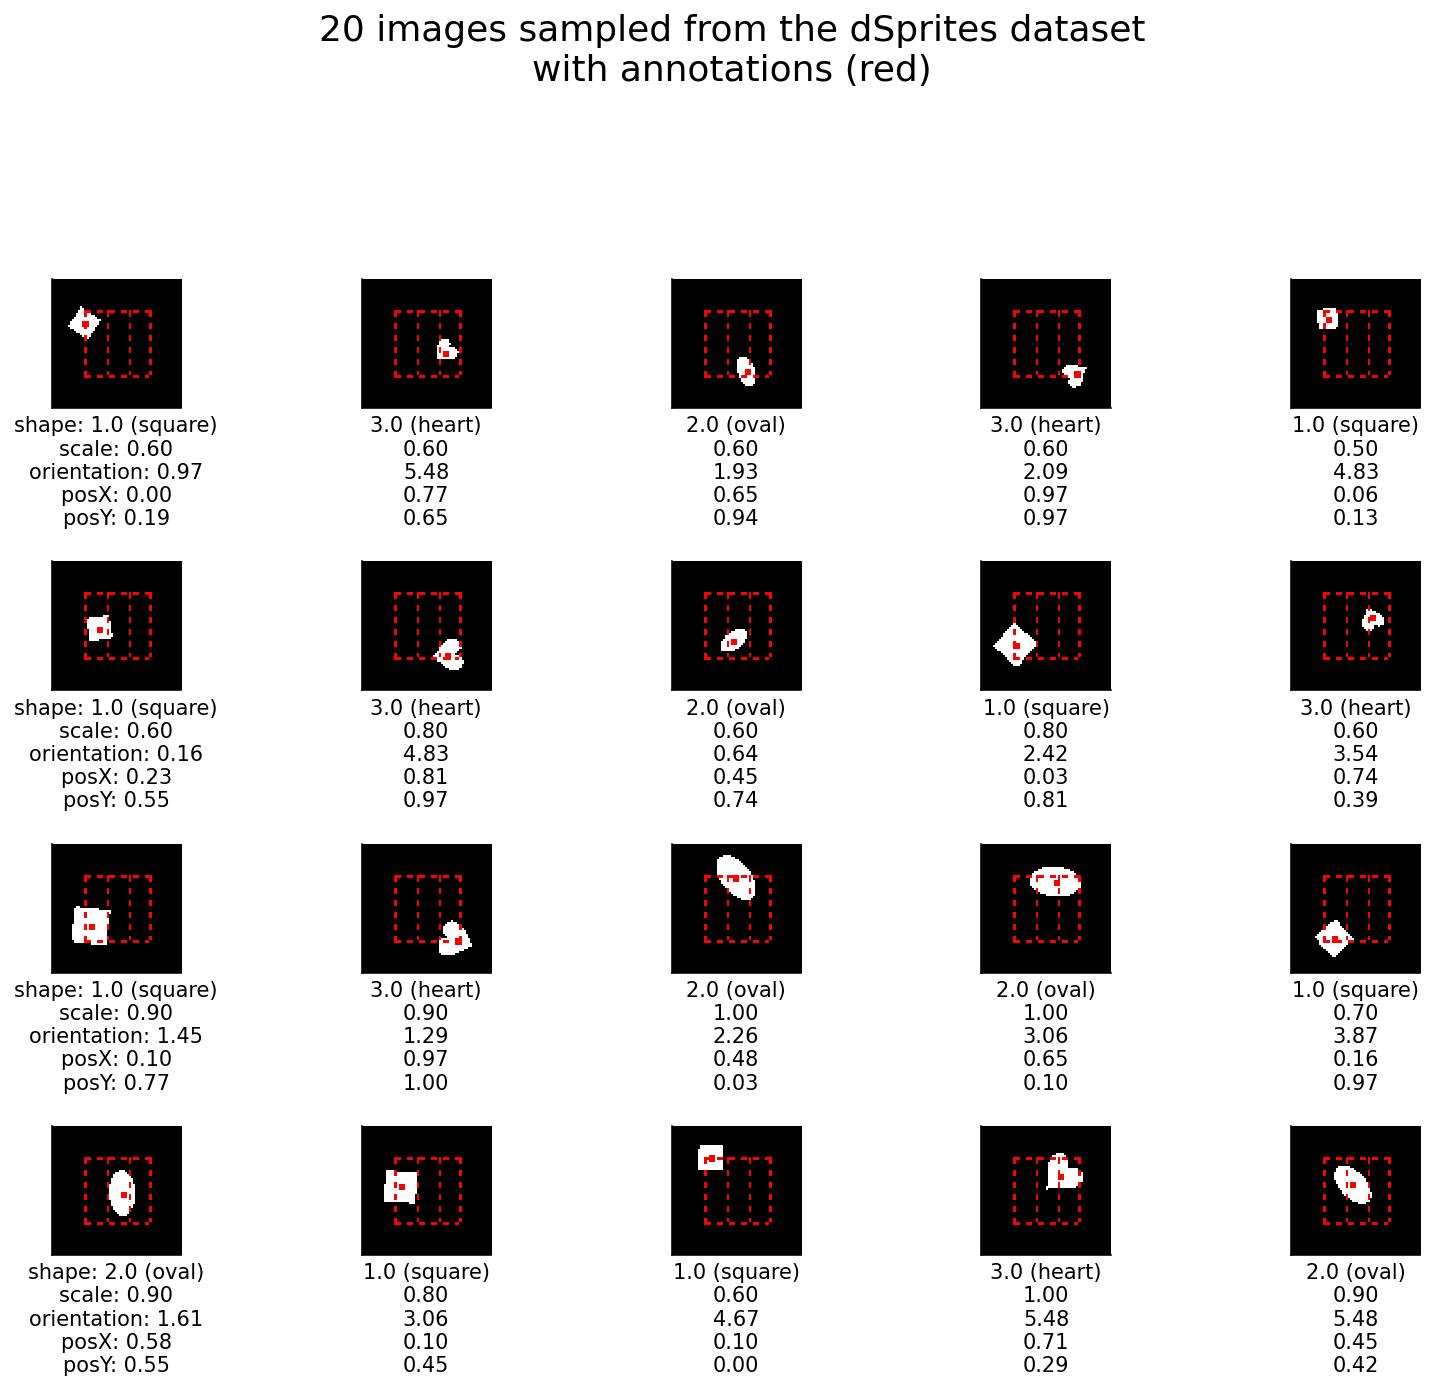 20 images sampled from the dSprites dataset
with annotations (red)
shape: 1.0 (square)
scale: 0.60
orientation: 0.97
posX: 0.00
posY: 0.19
3.0 (heart)
0.60
5.48
0.77
0.65
2.0 (oval)
0.60
1.93
0.65
0.94
3.0 (heart)
0.60
2.09
0.97
0.97
1.0 (square)
0.50
4.83
0.06
0.13
shape: 1.0 (square)
scale: 0.60
orientation: 0.16
posX: 0.23
posY: 0.55
3.0 (heart)
0.80
4.83
0.81
0.97
2.0 (oval)
0.60
0.64
0.45
0.74
1.0 (square)
0.80
2.42
0.03
0.81
3.0 (heart)
0.60
3.54
0.74
0.39
shape: 1.0 (square)
scale: 0.90
orientation: 1.45
posX: 0.10
posY: 0.77
3.0 (heart)
0.90
1.29
0.97
1.00
2.0 (oval)
1.00
2.26
0.48
0.03
2.0 (oval)
1.00
3.06
0.65
0.10
1.0 (square)
0.70
3.87
0.16
0.97
shape: 2.0 (oval)
scale: 0.90
orientation: 1.61
posX: 0.58
posY: 0.55
1.0 (square)
0.80
3.06
0.10
0.45
1.0 (square)
0.60
4.67
0.10
0.00
3.0 (heart)
1.00
5.48
0.71
0.29
2.0 (oval)
0.90
5.48
0.45
0.42